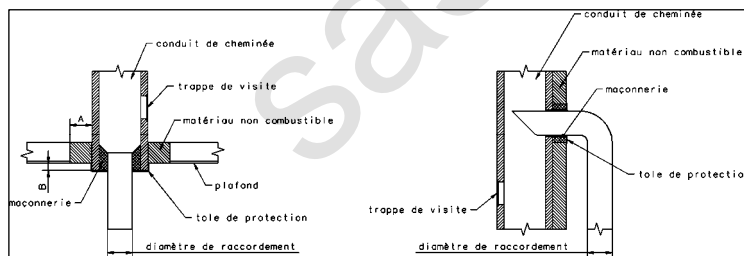 conduit de cheminée
trappe de visite
matériau non combustible
A
B
plafond
maçonnerie
tole de protection
diamètre de raccordement
conduit de cheminée
matériau non combustible
maçonnerie
tole de protection
trappe de visite
diamètre de raccordement